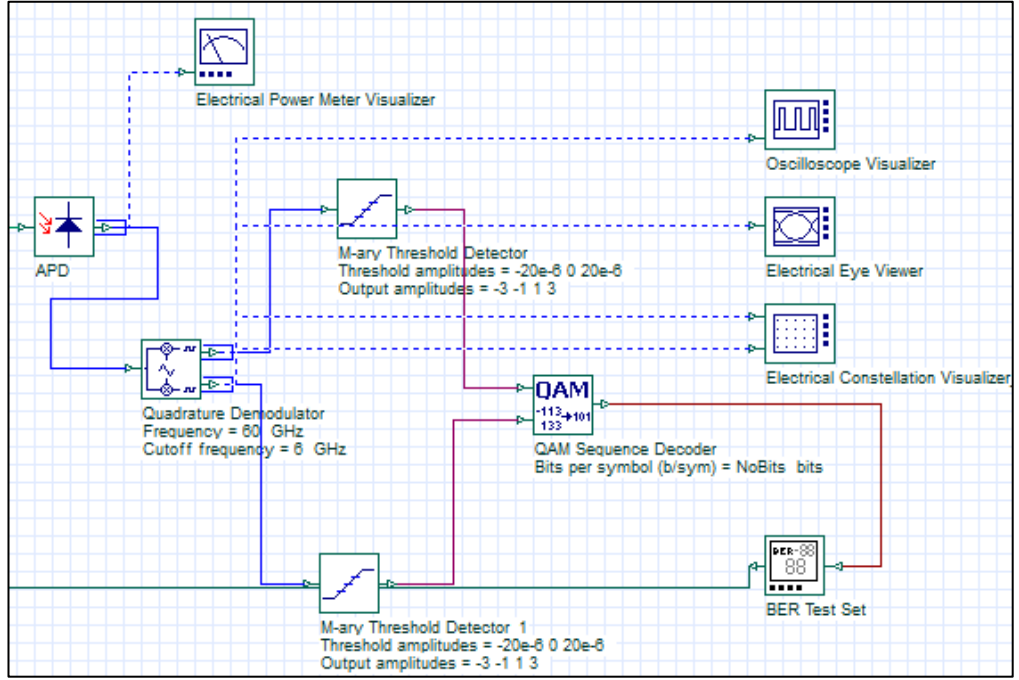 Electrical Power Meter Visualizer
Oscilloscope Visualizer
APD
M-ary Threshold Detector
Threshold amplitudes = -20e-6 0 20e-6
Output amplitudes = -3 -1 1 3
Electrical Eye Viewer
Electrical Constellation Visualizer
Quadrature Demodulator
Frequency = 60 GHz
Cutoff frequency = 6 GHz
QAM
-113
133
101
QAM Sequence Decoder
Bits per symbol (b/sym) = NoBits bits
BER-88
88
BER Test Set
M-ary Threshold Detector 1
Threshold amplitudes = -20e-6 0 20e-6
Output amplitudes = -3 -1 1 3